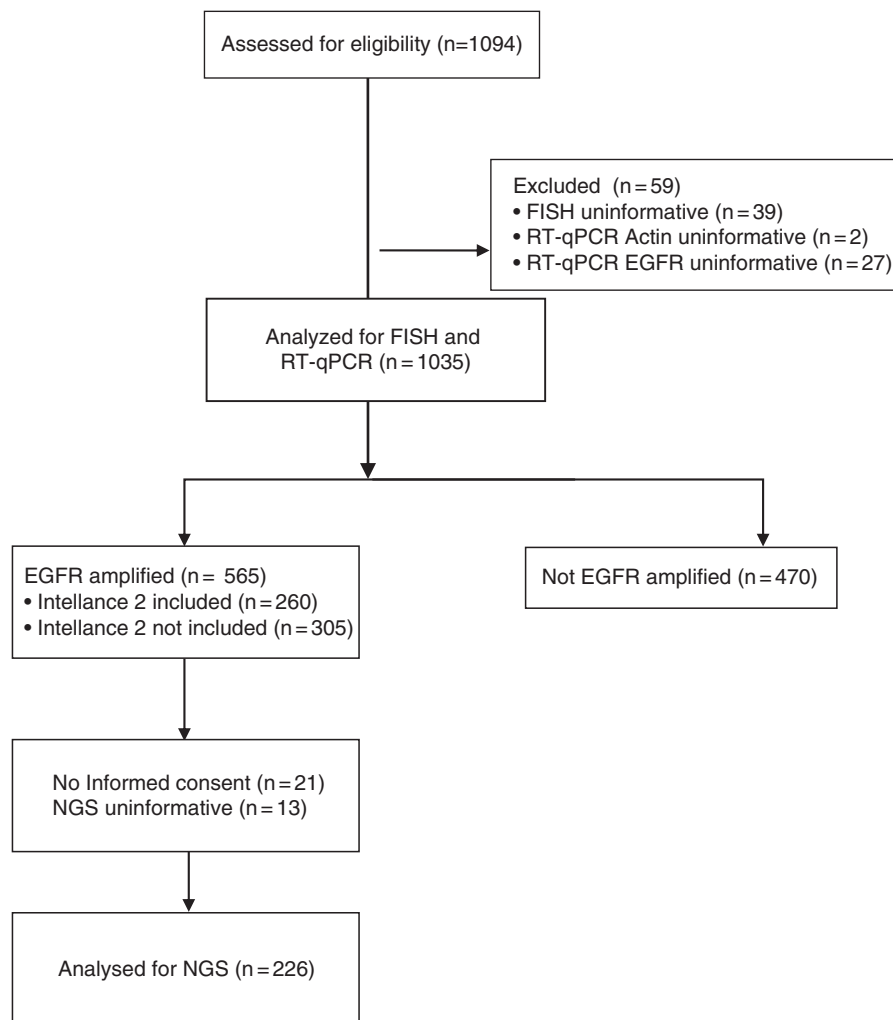 Assessed for eligibility (n=1094)
Excluded (n=59)
• FISH uninformative (n=39)
• RT-qPCR Actin uninformative (n=2)
• RT-qPCR EGFR uninformative (n=27)
Analyzed for FISH and
RT-qPCR (n=1035)
EGFR amplified (n= 565)
• Intellance 2 included (n=260)
• Intellance 2 not included (n=305)
Not EGFR amplified (n=470)
No Informed consent (n=21)
NGS uninformative (n=13)
Analysed for NGS (n=226)